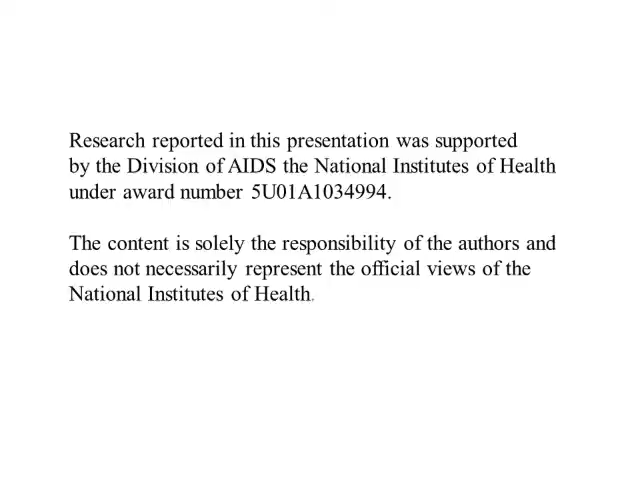 Research reported in this presentation was supported
by the Division of AIDS the National Institutes of Health
under award number 5U01A1034994.
The content is solely the responsibility of the authors and
does not necessarily represent the official views of the
National Institutes of Health.